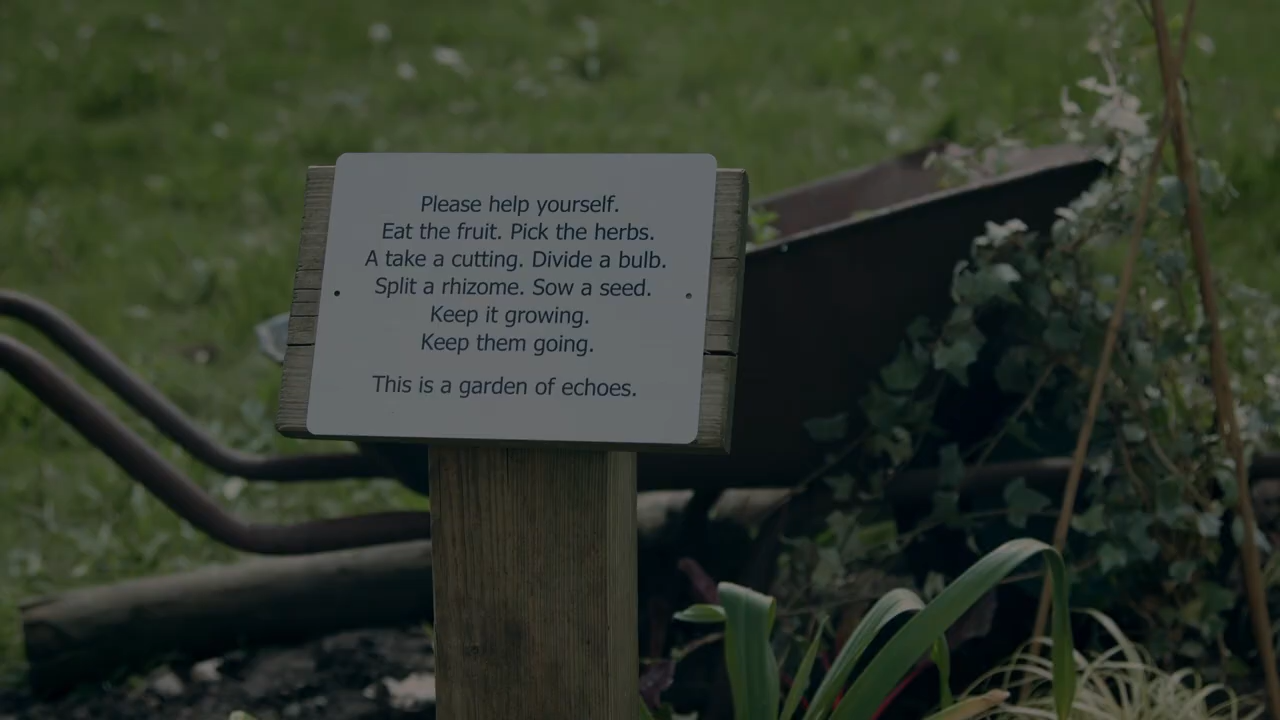 Please help yourself.
Eat the fruit. Pick the herbs.
A take a cutting. Divide a bulb.
Split a rhizome. Sow a seed.
Keep it growing.
Keep them going.
This is a garden of echoes.